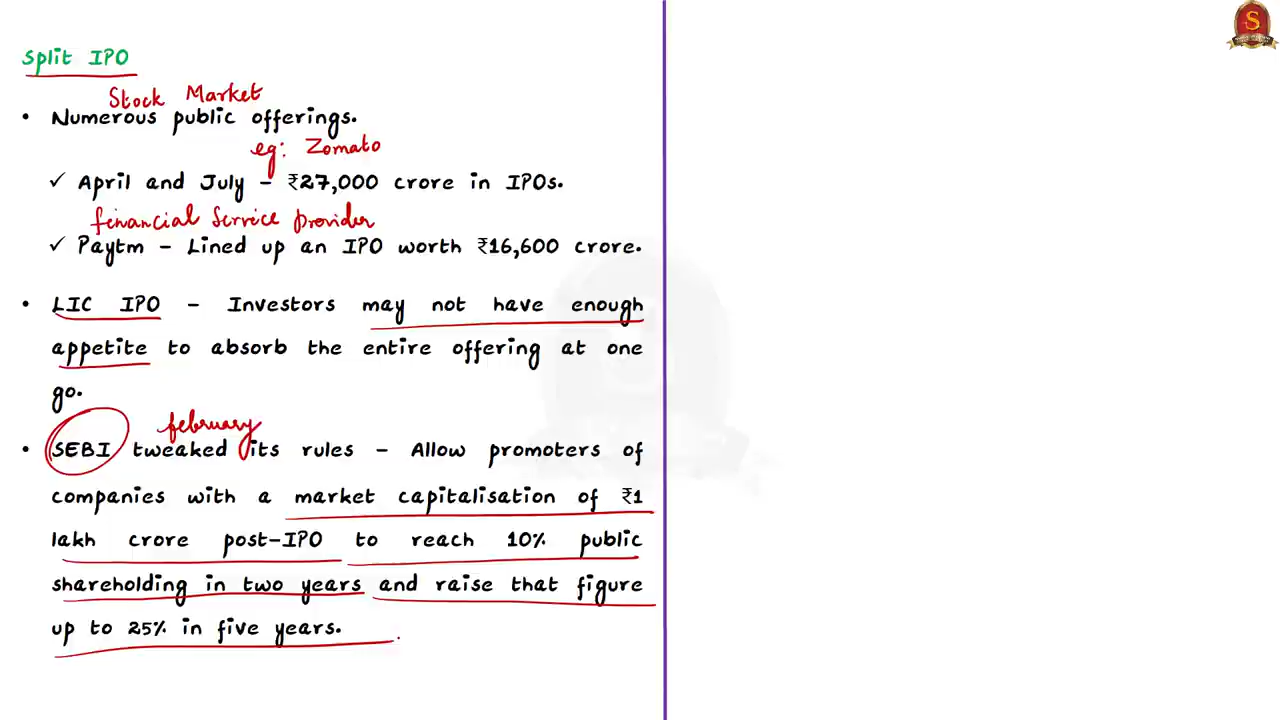 Split IPO
Stock Market
• Numerous public offerings.
eg: Zomato
✓ April and July – ₹27,000 crore in IPOs.
financial service provider
✓ Paytm – Lined up an IPO worth ₹16,600 crore.
• LIC IPO – Investors may not have enough
appetite to absorb the entire offering at one
go.
february
• SEBI tweaked its rules – Allow promoters of
companies with a market capitalisation of ₹1
lakh crore post-IPO to reach 10% public
shareholding in two years and raise that figure
up to 25% in five years.
S